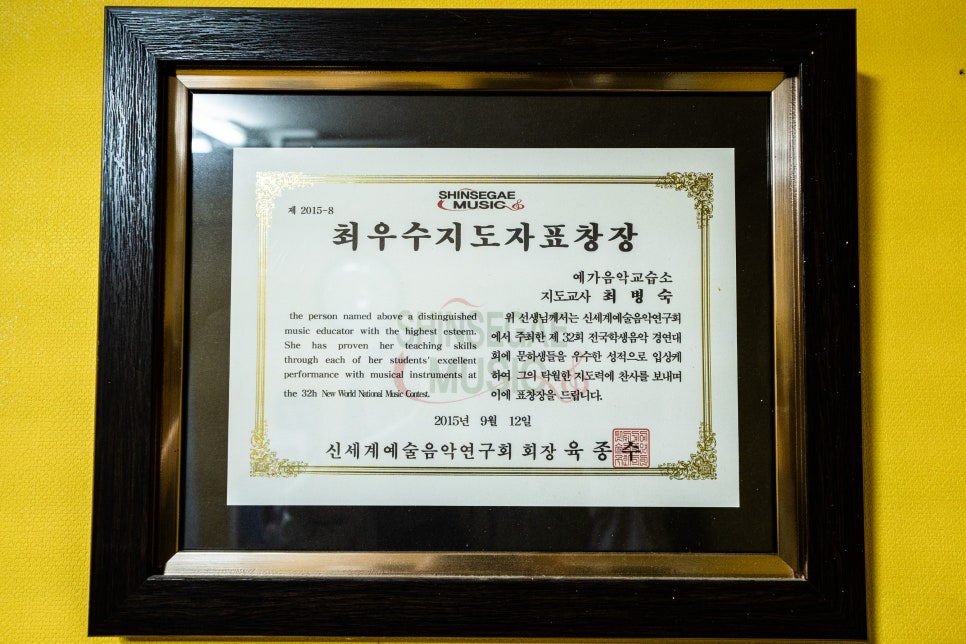 SHINSEGAE
MUSIC
제 2015-8
최우수지도자표창장
예가음악교습소
지도교사 최 병 숙
the person named above a distinguished
music educator with the highest esteem.
She has proven her teaching skills
through each of her students' excellent
performance with musical instruments at
the 32h New World National Music Contest.
위 선생님께서는 신세계예술음악연구회
에서 주최한 제 32회 전국학생음악 경연대
회에 문하생들을 우수한 성적으로 입상케
하여 그의 탁월한 지도력에 찬사를 보내며
이에 표창장을 드립니다.
SHINSEGAE
MUSIC
2015년 9월 12일
신세계예술음악연구회 회장 육 종 수